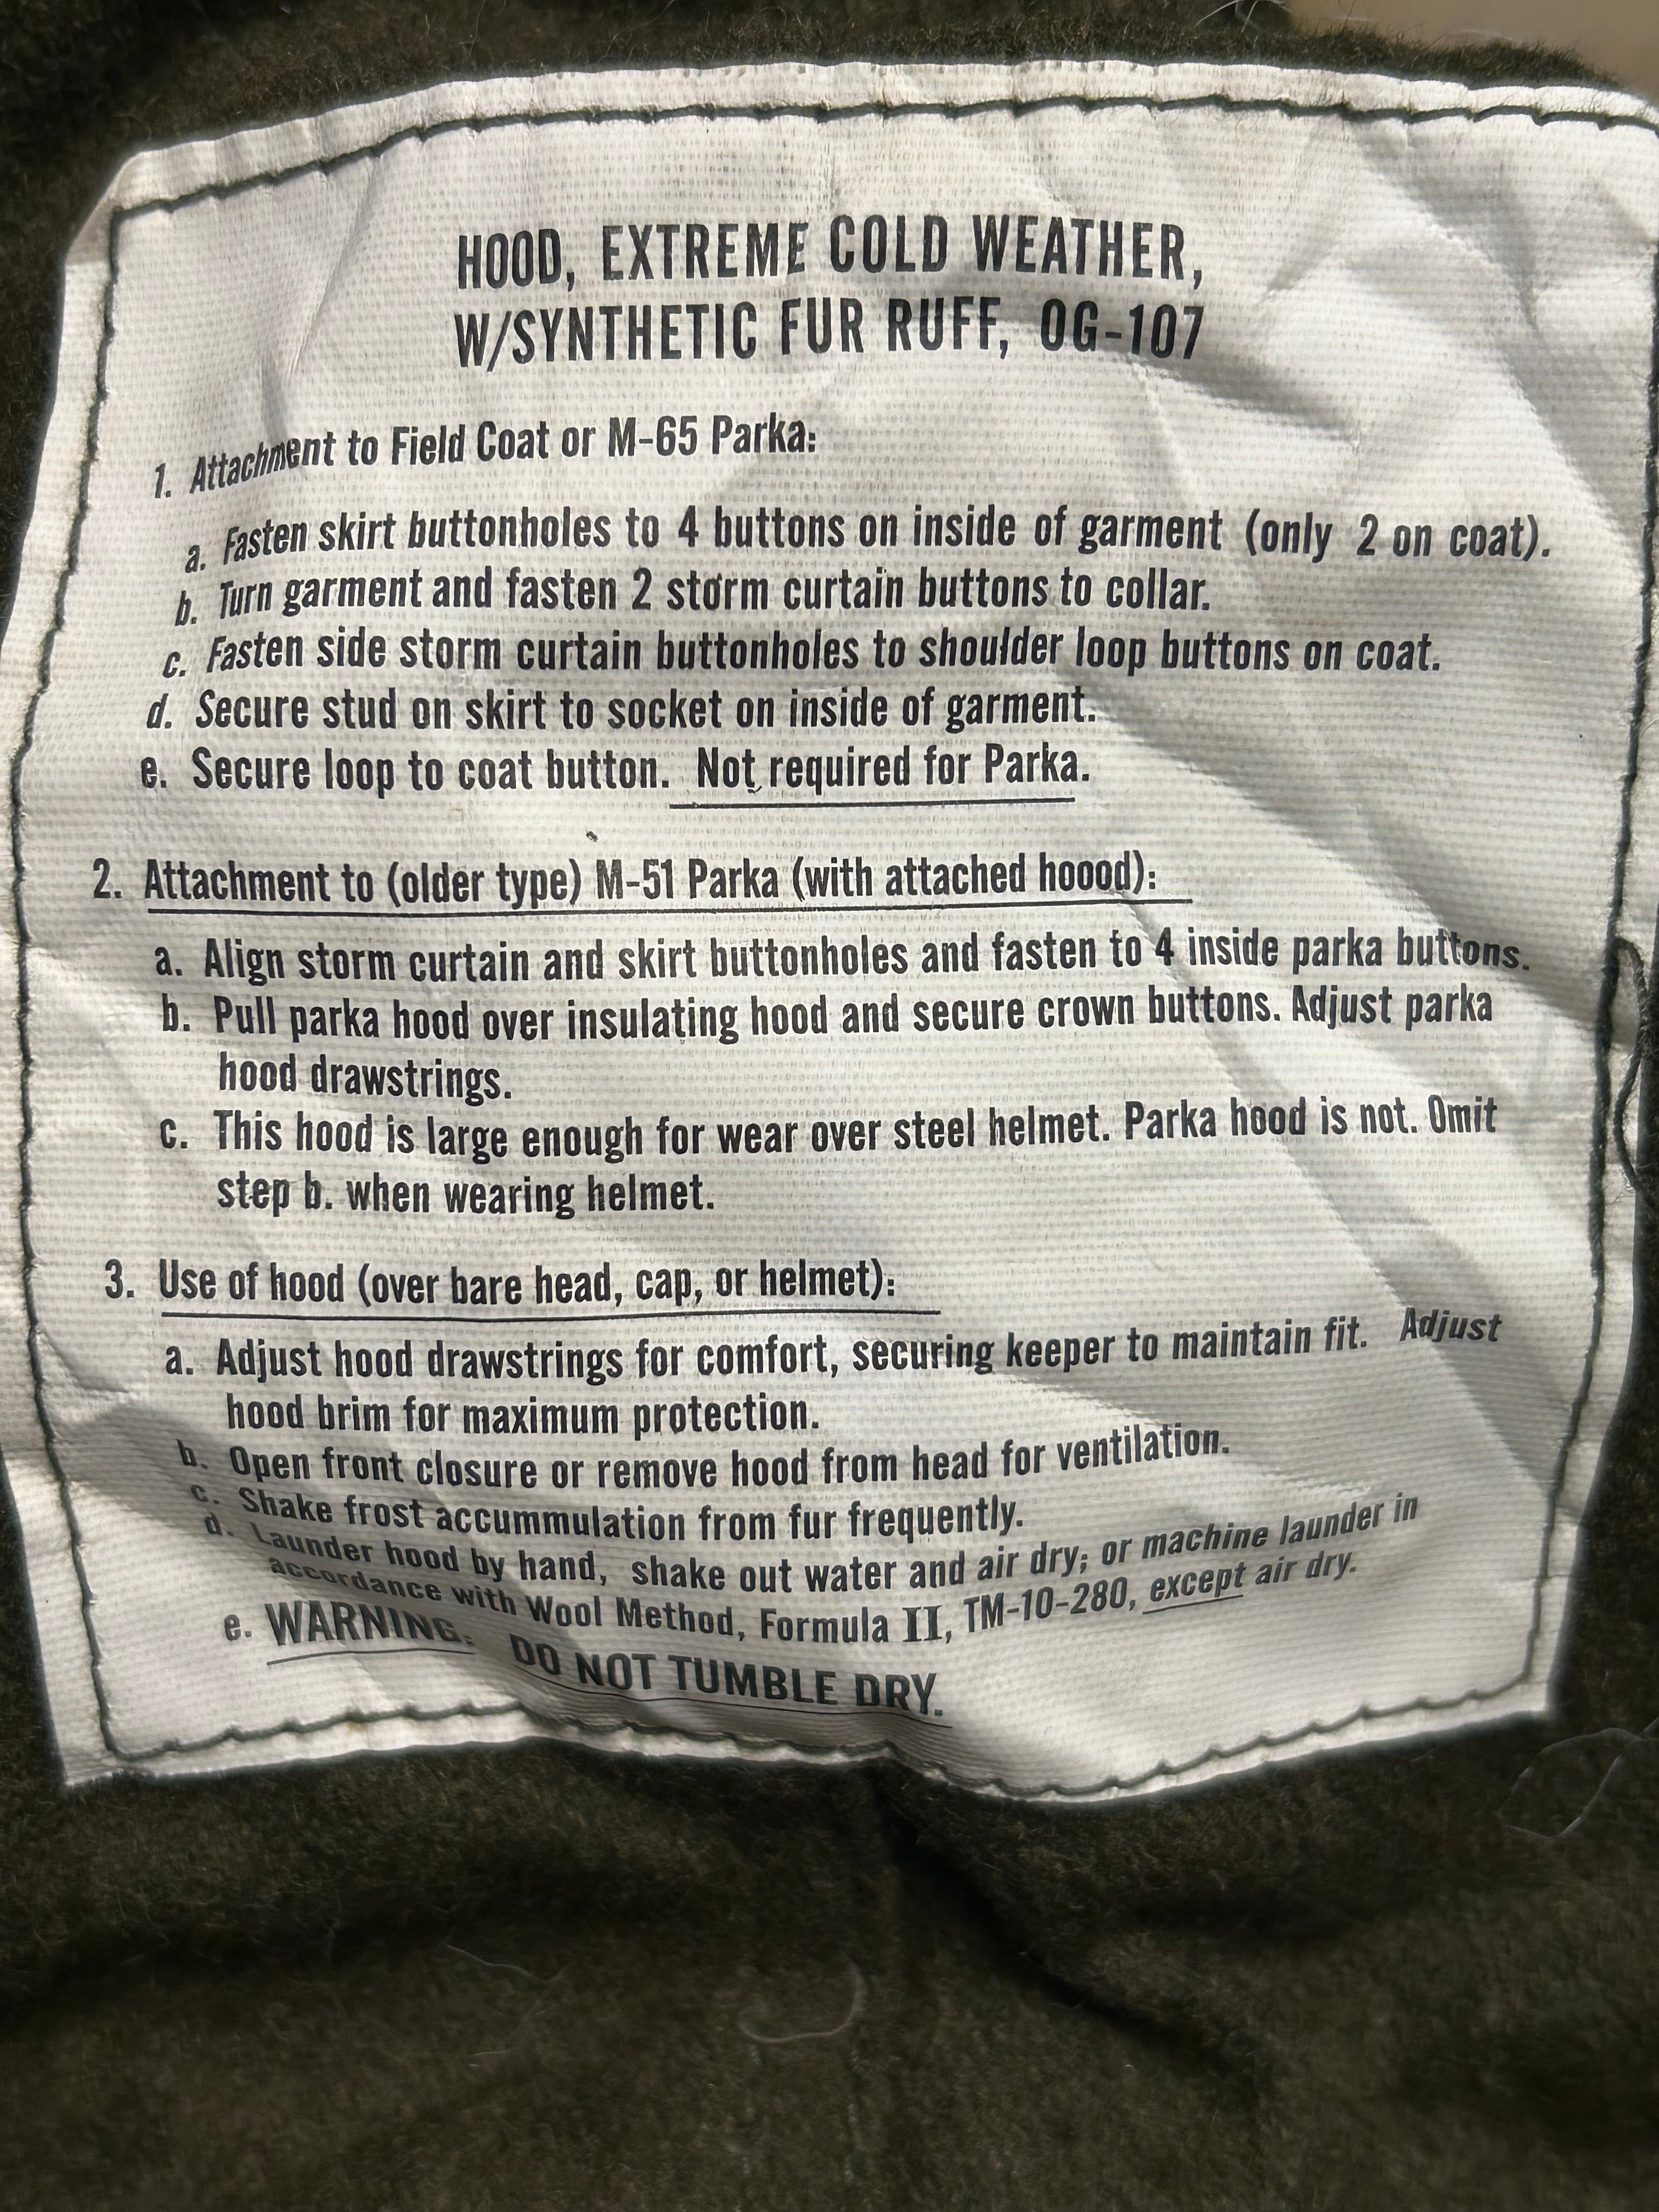 HOOD, EXTREME COLD WEATHER,
W/SYNTHETIC FUR RUFF, OG-107
1. Attachment to Field Coat or M-65 Parka:
a. Fasten skirt buttonholes to 4 buttons on inside of garment (only 2 on coat).
b. Turn garment and fasten 2 storm curtain buttons to collar.
c. Fasten side storm curtain buttonholes to shoulder loop buttons on coat.
d. Secure stud on skirt to socket on inside of garment.
e. Secure loop to coat button. Not required for Parka.
2. Attachment to (older type) M-51 Parka (with attached hoood):
a. Align storm curtain and skirt buttonholes and fasten to 4 inside parka buttons.
b. Pull parka hood over insulating hood and secure crown buttons. Adjust parka
hood drawstrings.
c. This hood is large enough for wear over steel helmet. Parka hood is not. Omit
step b. when wearing helmet.
3. Use of hood (over bare head, cap, or helmet):
a. Adjust hood drawstrings for comfort, securing keeper to maintain fit. Adjust
hood brim for maximum protection.
b. Open front closure or remove hood from head for ventilation.
c. Shake frost accummulation from fur frequently.
d. Launder hood by hand, shake out water and air dry; or machine launder in
accordance with Wool Method, Formula II, TM-10-280, except air dry.
e. WARNING: DO NOT TUMBLE DRY.